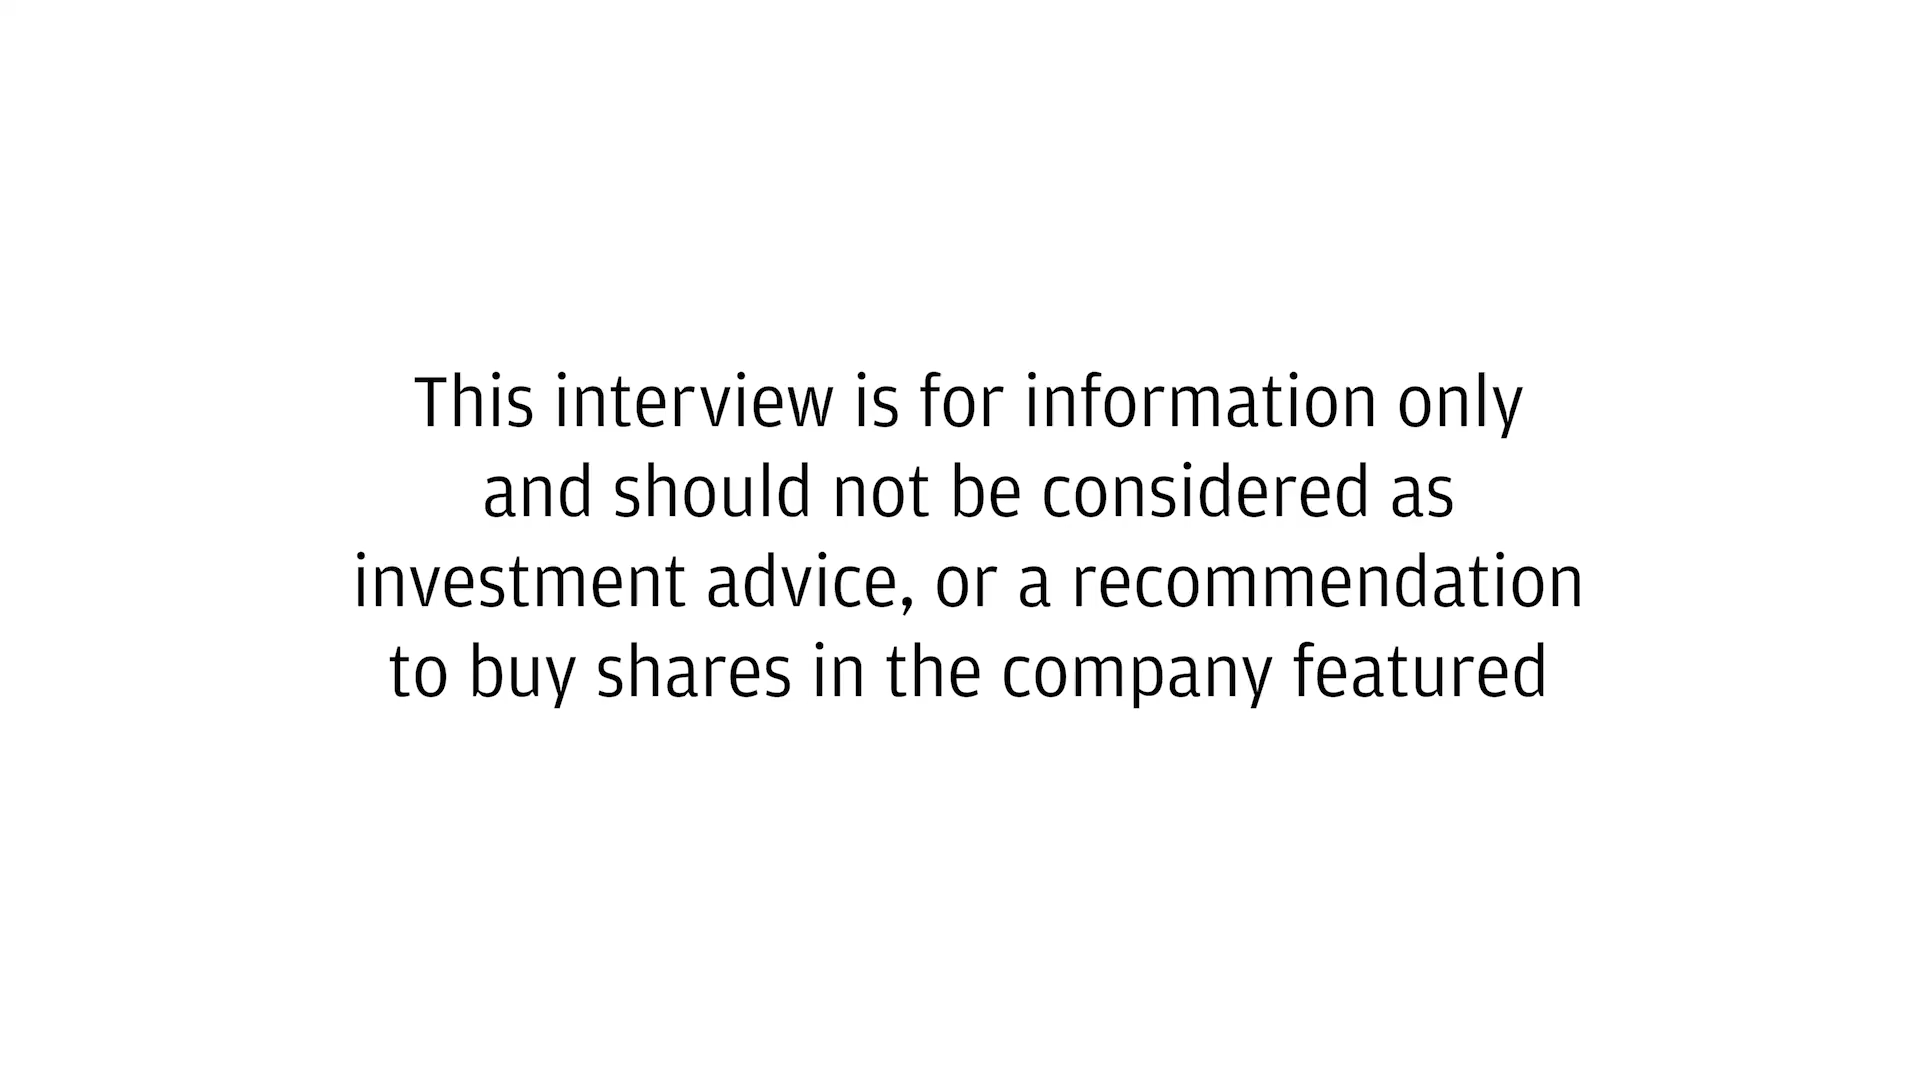 This interview is for information only
and should not be considered as
investment advice, or a recommendation
to buy shares in the company featured